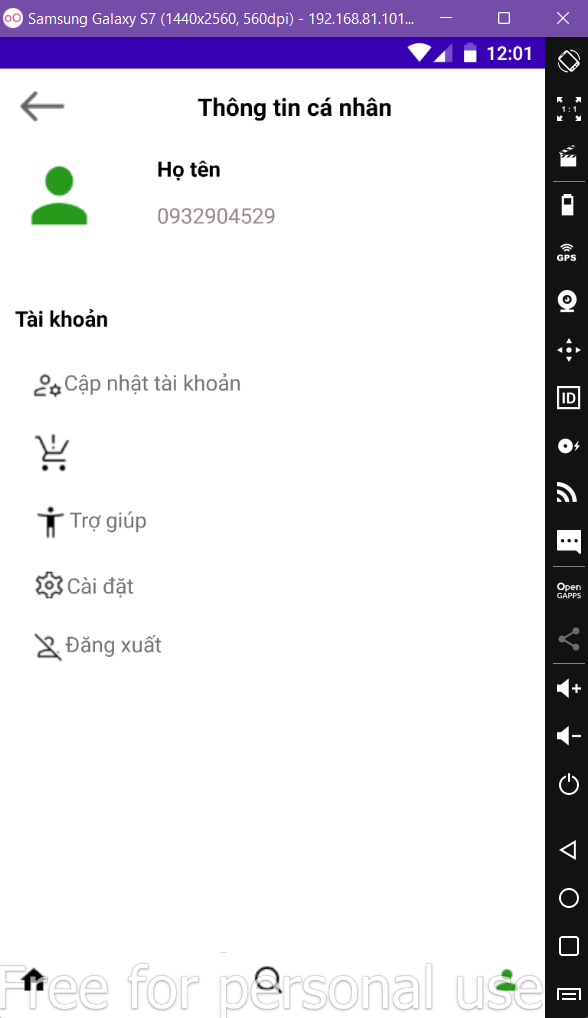 Samsung Galaxy S7 (1440x2560, 560dpi) - 192.168.81.101...
12:01
Thông tin cá nhân
Họ tên
0932904529
Tài khoản
Cập nhật tài khoản
Trợ giúp
Cài đặt
Đăng xuất
1:1
GPS
ID
Open
GAPPS
Free for personal use